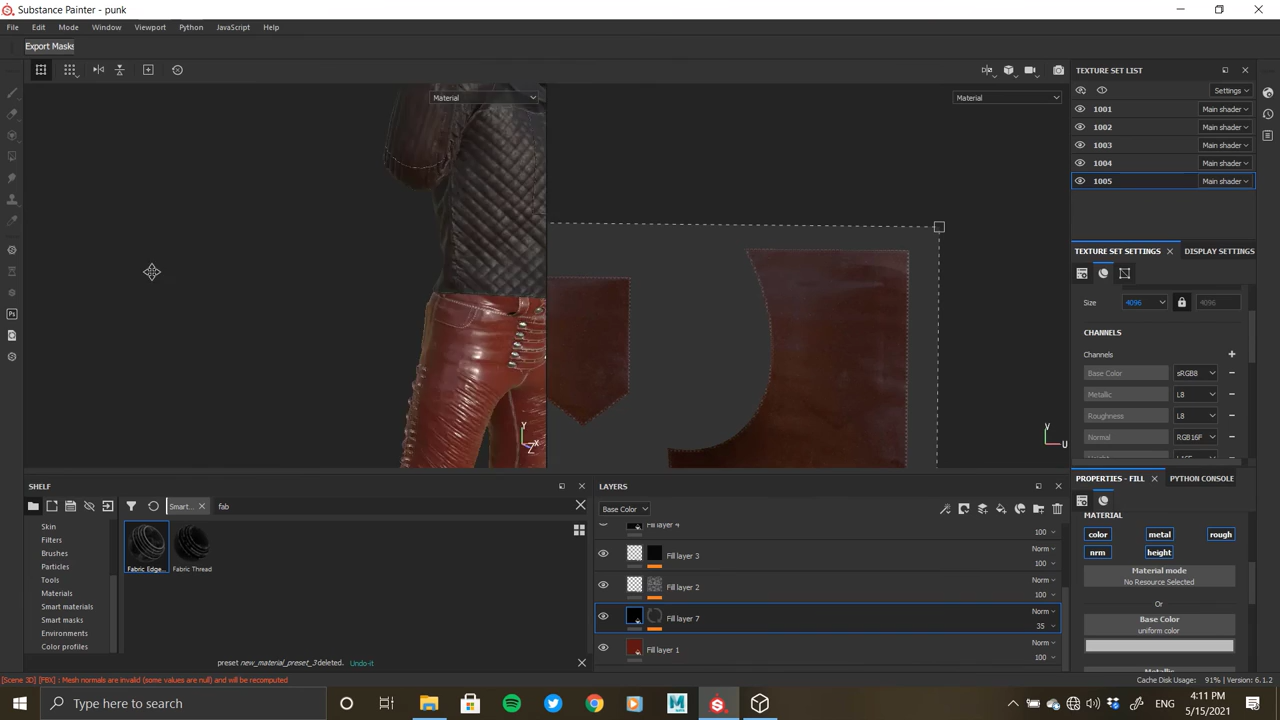 Substance Painter - punk
File Edit Mode Window Viewport Python JavaScript Help
Export Masks
Material
Material
TEXTURE SET LIST
Settings
1001 Main shader
1002 Main shader
1003 Main shader
1004 Main shader
1005 Main shader
TEXTURE SET SETTINGS DISPLAY SETTINGS
Size 4096 4096
CHANNELS
Channels
Base Color sRGB8
Metallic L8
Roughness L8
Normal RGB16F
Y
X
Z
V
U
SHELF
Smart... fab
Skin
Filters
Brushes
Particles
Tools
Materials
Smart materials
Smart masks
Environments
Color profiles
Fabric Edge... Fabric Thread
preset new_material_preset_3 deleted. Undo-it
LAYERS
Base Color
Fill layer 4
100
Fill layer 3 Norm
100
Fill layer 2 Norm
100
Fill layer 7 Norm
35
Fill layer 1 Norm
100
PROPERTIES - FILL PYTHON CONSOLE
MATERIAL
color metal rough
nrm height
Material mode
No Resource Selected
Or
Base Color
uniform color
Metallic
[Scene 3D] [FBX] : Mesh normals are invalid (some values are null) and will be recomputed
Cache Disk Usage: 91% | Version: 6.1.2
Type here to search
Ps
M
ENG
4:11 PM
5/15/2021